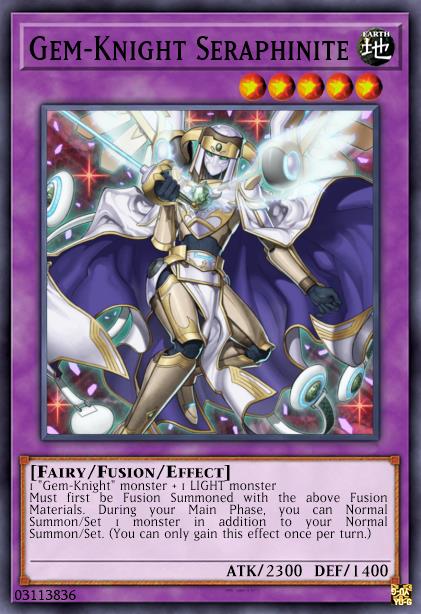 GEM-KNIGHT SERAPHINITE
EARTH
地
[FAIRY/FUSION/EFFECT]
1 "Gem-Knight" monster + 1 LIGHT monster
Must first be Fusion Summoned with the above Fusion
Materials. During your Main Phase, you can Normal
Summon/Set 1 monster in addition to your Normal
Summon/Set. (You can only gain this effect once per turn.)
ATK/2300 DEF/1400
03113836